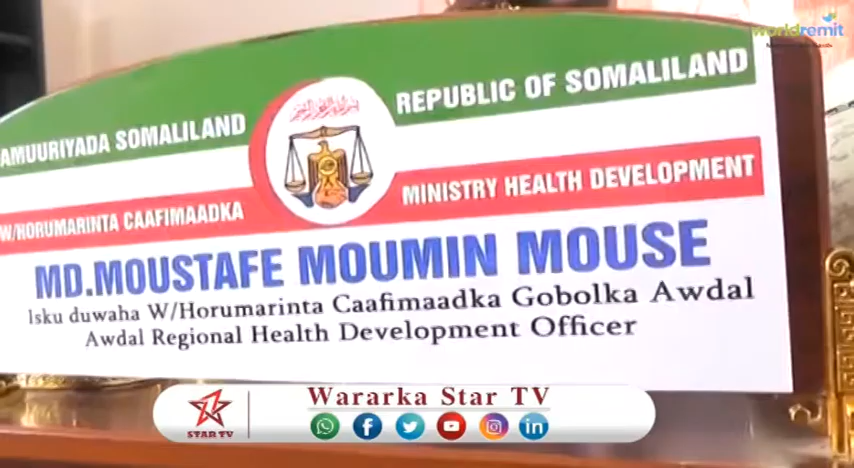 worldremit
AMUURIYADA SOMALILAND
REPUBLIC OF SOMALILAND
W/HORUMARINTA CAAFIMAADKA
MINISTRY HEALTH DEVELOPMENT
MD.MOUSTAFE MOUMIN MOUSE
Isku duwaha W/Horumarinta Caafimaadka Gobolka Awdal
Awdal Regional Health Development Officer
Wararka Star TV
STAR TV